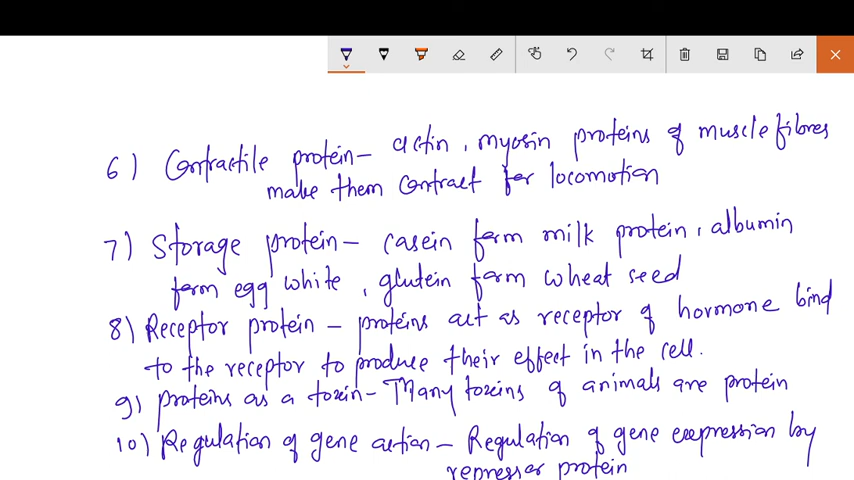 6) Contractile protein- actin, myosin proteins of muscle fibres
make them contract for locomotion
7) Storage protein- casein form milk protein, albumin
form egg white, glutein form wheat seed
8) Receptor protein - proteins act as receptor of hormone bind
to the receptor to produce their effect in the cell.
9) proteins as a toxin- Many toxins of animals are protein
10) Regulation of gene action- Regulation of gene expression by
represser protein